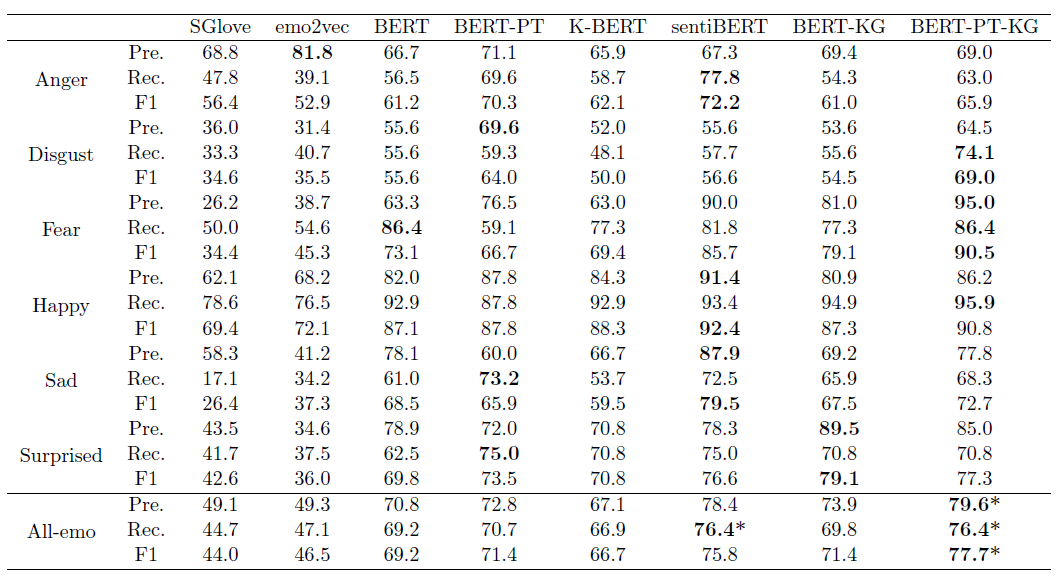 SGlove emo2vec BERT BERT-PT K-BERT sentiBERT BERT-KG BERT-PT-KG
Pre. 68.8 81.8 66.7 71.1 65.9 67.3 69.4 69.0
Anger Rec. 47.8 39.1 56.5 69.6 58.7 77.8 54.3 63.0
F1 56.4 52.9 61.2 70.3 62.1 72.2 61.0 65.9
Pre. 36.0 31.4 55.6 69.6 52.0 55.6 53.6 64.5
Disgust Rec. 33.3 40.7 55.6 59.3 48.1 57.7 55.6 74.1
F1 34.6 35.5 55.6 64.0 50.0 56.6 54.5 69.0
Pre. 26.2 38.7 63.3 76.5 63.0 90.0 81.0 95.0
Fear Rec. 50.0 54.6 86.4 59.1 77.3 81.8 77.3 86.4
F1 34.4 45.3 73.1 66.7 69.4 85.7 79.1 90.5
Pre. 62.1 68.2 82.0 87.8 84.3 91.4 80.9 86.2
Happy Rec. 78.6 76.5 92.9 87.8 92.9 93.4 94.9 95.9
F1 69.4 72.1 87.1 87.8 88.3 92.4 87.3 90.8
Pre. 58.3 41.2 78.1 60.0 66.7 87.9 69.2 77.8
Sad Rec. 17.1 34.2 61.0 73.2 53.7 72.5 65.9 68.3
F1 26.4 37.3 68.5 65.9 59.5 79.5 67.5 72.7
Pre. 43.5 34.6 78.9 72.0 70.8 78.3 89.5 85.0
Surprised Rec. 41.7 37.5 62.5 75.0 70.8 75.0 70.8 70.8
F1 42.6 36.0 69.8 73.5 70.8 76.6 79.1 77.3
Pre. 49.1 49.3 70.8 72.8 67.1 78.4 73.9 79.6*
All-emo Rec. 44.7 47.1 69.2 70.7 66.9 76.4* 69.8 76.4*
F1 44.0 46.5 69.2 71.4 66.7 75.8 71.4 77.7*